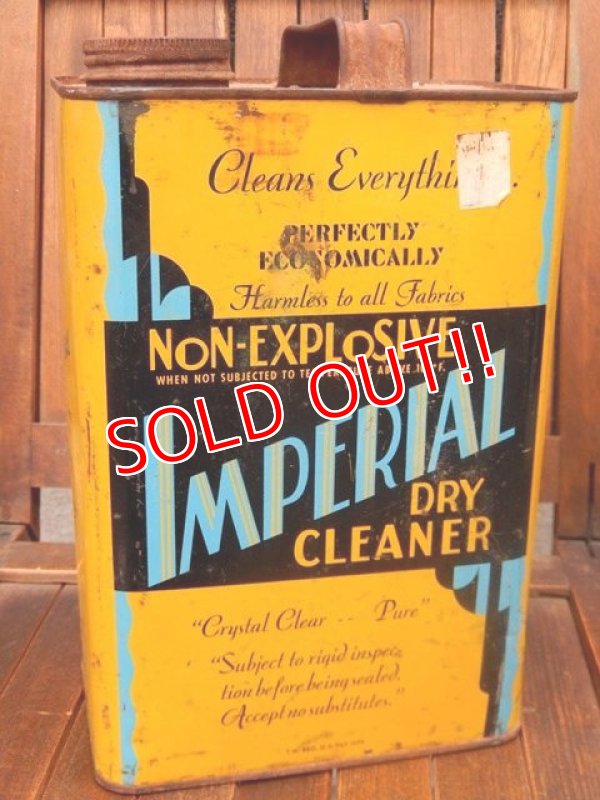 Cleans Everything.
PERFECTLY
ECONOMICALLY
Harmless to all Fabrics
NON-EXPLOSIVE
WHEN NOT SUBJECTED TO
SOLD OUT!!
IMPERIAL
DRY
CLEANER
"Crystal Clear -- Pure"
"Subject to rigid inspec-
tion before being sealed.
Accept no substitutes."